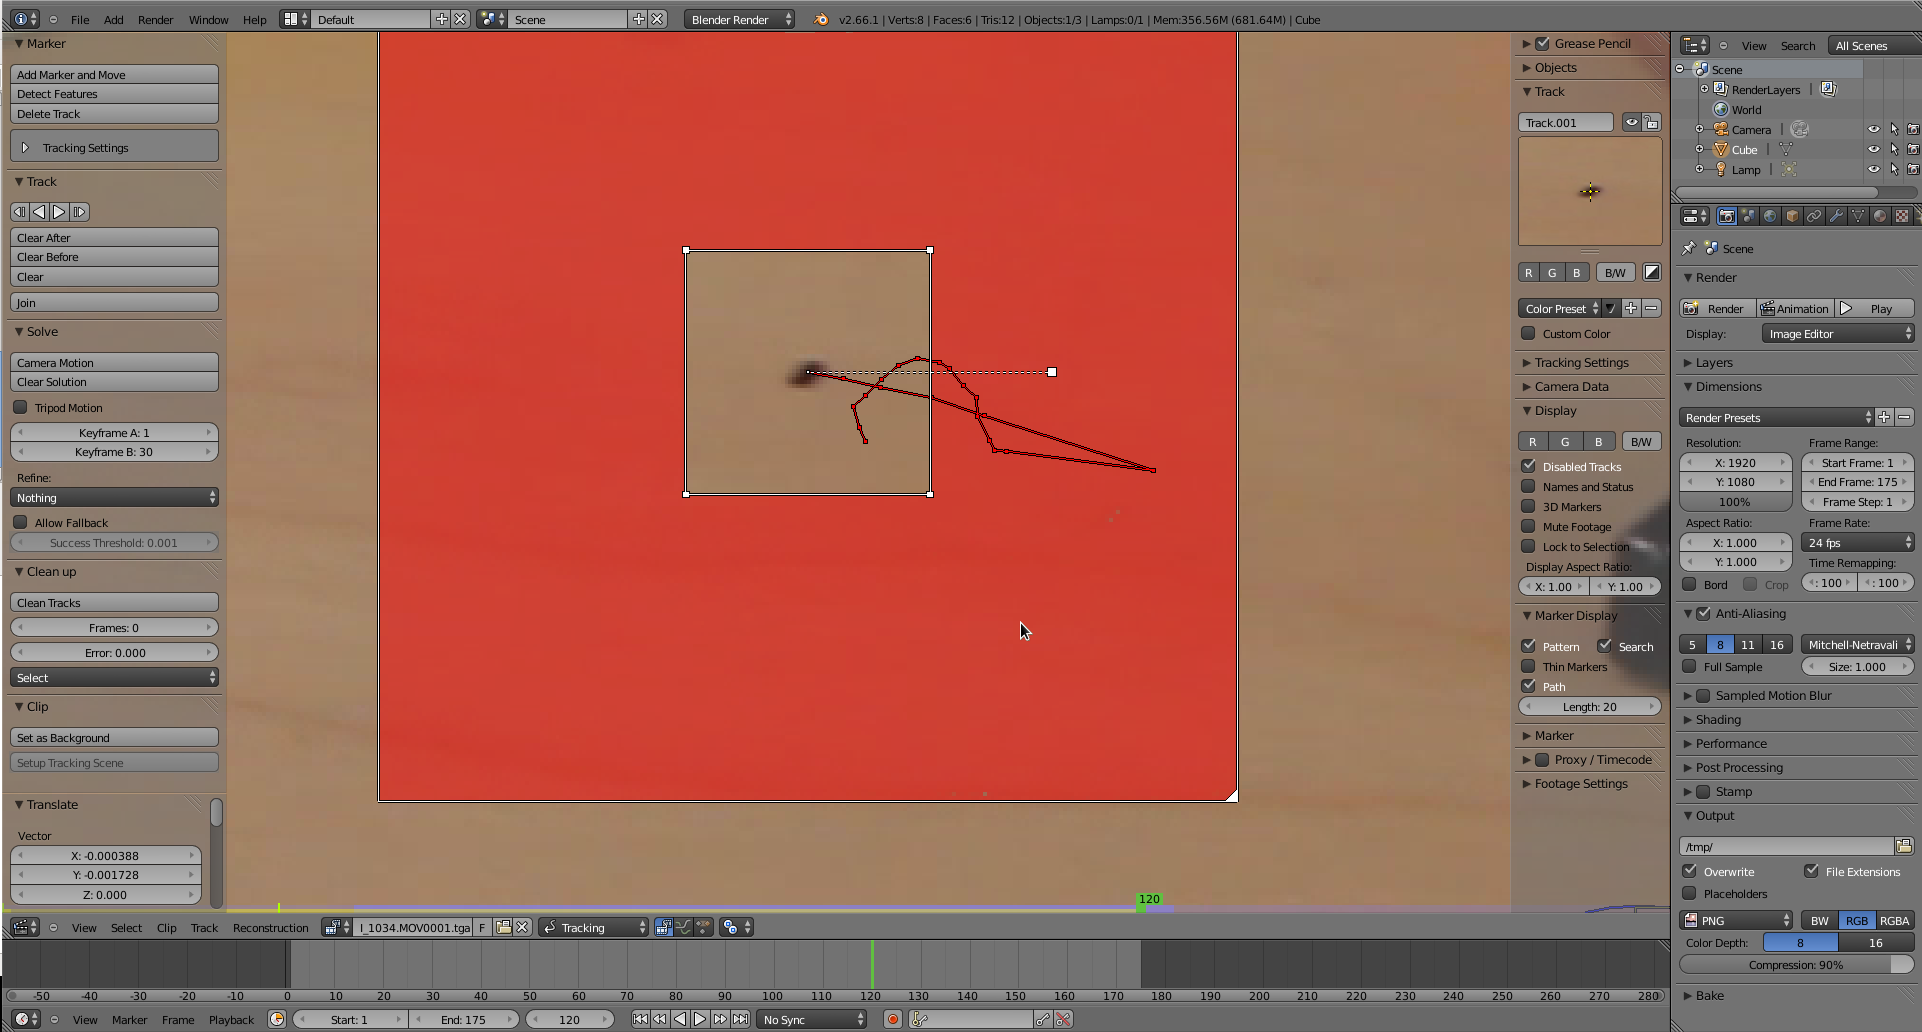 File Add Render Window Help Default Scene Blender Render v2.66.1 | Verts:8 | Faces:6 | Tris:12 | Objects:1/3 | Lamps:0/1 | Mem:356.56M (681.64M) | Cube
Marker
Add Marker and Move
Detect Features
Delete Track
Tracking Settings
Track
Clear After
Clear Before
Clear
Join
Solve
Camera Motion
Clear Solution
Tripod Motion
Keyframe A: 1
Keyframe B: 30
Refine:
Nothing
Allow Fallback
Success Threshold: 0.001
Clean up
Clean Tracks
Frames: 0
Error: 0.000
Select
Clip
Set as Background
Setup Tracking Scene
Translate
Vector
X: -0.000388
Y: -0.001728
Z: 0.000
Grease Pencil
Objects
Track
Track.001
R G B B/W
Color Preset
Custom Color
Tracking Settings
Camera Data
Display
R G B B/W
Disabled Tracks
Names and Status
3D Markers
Mute Footage
Lock to Selection
Display Aspect Ratio:
X: 1.00 Y: 1.00
Marker Display
Pattern Search
Thin Markers
Path
Length: 20
Marker
Proxy / Timecode
Footage Settings
View Search All Scenes
Scene
RenderLayers
World
Camera
Cube
Lamp
Scene
Render
Render Animation Play
Display: Image Editor
Layers
Dimensions
Render Presets
Resolution: Frame Range:
X: 1920 Start Frame: 1
Y: 1080 End Frame: 175
100% Frame Step: 1
Aspect Ratio: Frame Rate:
X: 1.000 24 fps
Y: 1.000 Time Remapping:
Bord Crop : 100 : 100
Anti-Aliasing
5 8 11 16 Mitchell-Netravali
Full Sample Size: 1.000
Sampled Motion Blur
Shading
Performance
Post Processing
Stamp
Output
/tmp/
Overwrite File Extensions
Placeholders
PNG BW RGB RGBA
Color Depth: 8 16
Compression: 90%
Bake
120
View Select Clip Track Reconstruction I_1034.MOV0001.tga F Tracking
-50 -40 -30 -20 -10 0 10 20 30 40 50 60 70 80 90 100 110 120 130 140 150 160 170 180 190 200 210 220 230 240 250 260 270 280
View Marker Frame Playback Start: 1 End: 175 120 No Sync